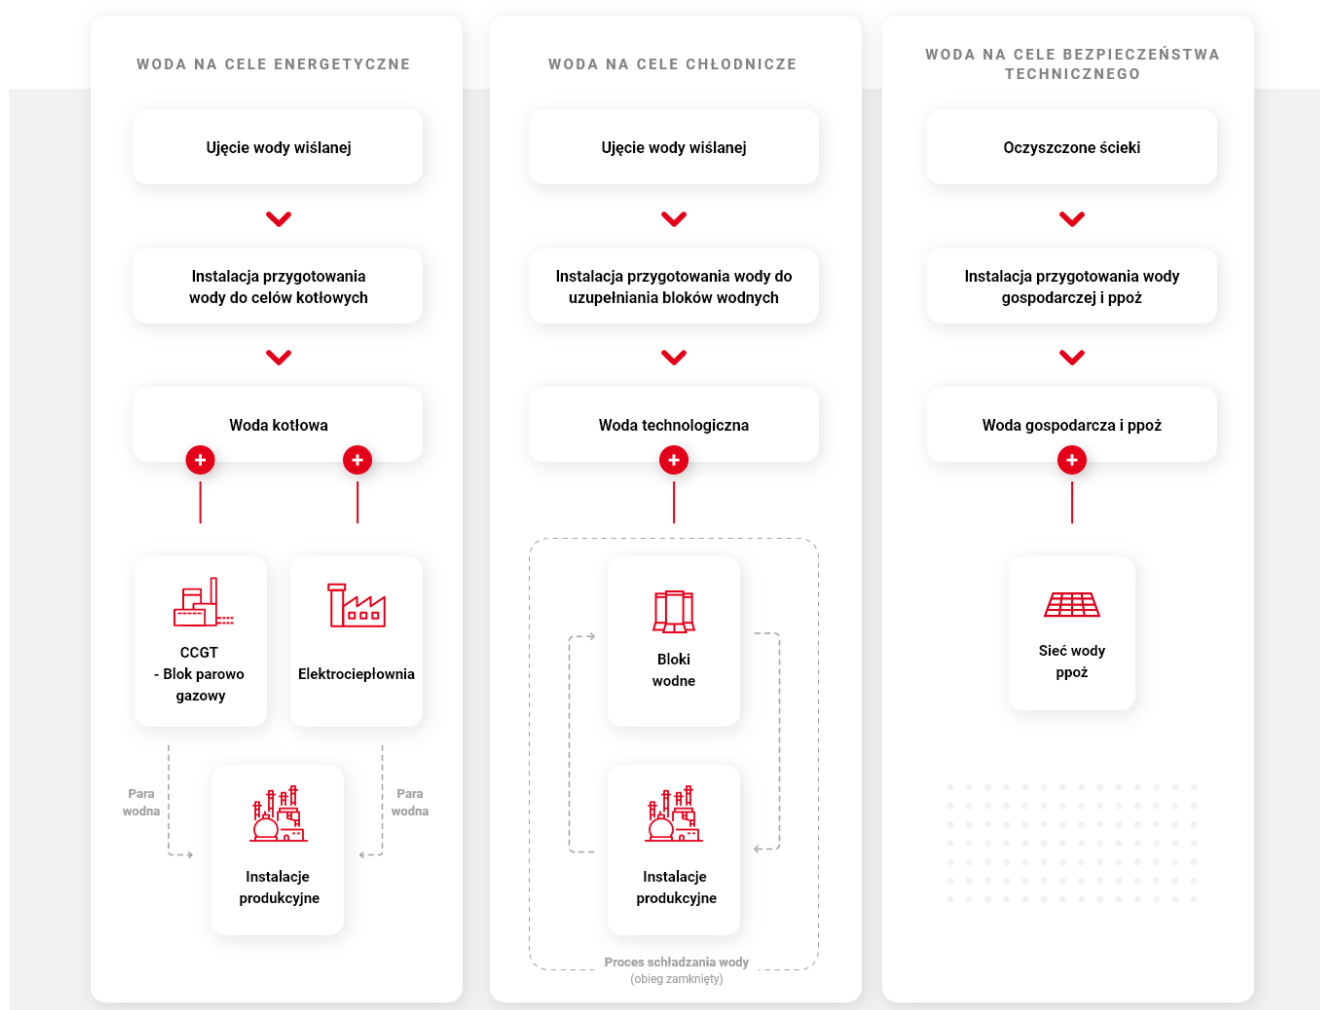 WODA NA CELE ENERGETYCZNE
Ujęcie wody wiślanej
Instalacja przygotowania
wody do celów kotłowych
Woda kotłowa
CCGT
- Blok parowo
gazowy
Elektrociepłownia
Para
wodna
Para
wodna
Instalacje
produkcyjne
WODA NA CELE CHŁODNICZE
Ujęcie wody wiślanej
Instalacja przygotowania wody do
uzupełniania bloków wodnych
Woda technologiczna
Bloki
wodne
Instalacje
produkcyjne
Proces schładzania wody
(obieg zamknięty)
WODA NA CELE BEZPIECZEŃSTWA
TECHNICZNEGO
Oczyszczone ścieki
Instalacja przygotowania wody
gospodarczej i ppoż
Woda gospodarcza i ppoż
Sieć wody
ppoż